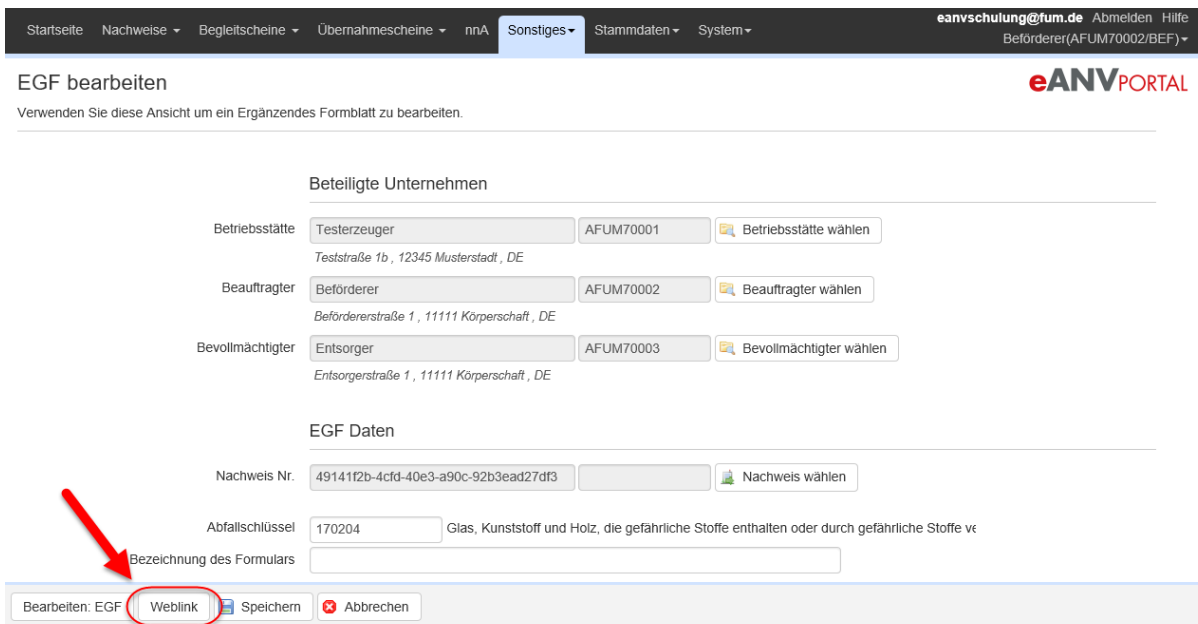 eanvschulung@fum.de Abmelden Hilfe
Startseite Nachweise Begleitscheine Übernahmescheine nnA Sonstiges Stammdaten System
Beförderer(AFUM70002/BEF)
EGF bearbeiten
eANVPORTAL
Verwenden Sie diese Ansicht um ein Ergänzendes Formblatt zu bearbeiten.
Beteiligte Unternehmen
Betriebsstätte Testerzeuger AFUM70001 Betriebsstätte wählen
Teststraße 1b , 12345 Musterstadt , DE
Beauftragter Beförderer AFUM70002 Beauftragter wählen
Befördererstraße 1 , 11111 Körperschaft , DE
Bevollmächtigter Entsorger AFUM70003 Bevollmächtigter wählen
Entsorgerstraße 1 , 11111 Körperschaft , DE
EGF Daten
Nachweis Nr. 49141f2b-4cfd-40e3-a90c-92b3ead27df3 Nachweis wählen
Abfallschlüssel 170204 Glas, Kunststoff und Holz, die gefährliche Stoffe enthalten oder durch gefährliche Stoffe ve
Bezeichnung des Formulars
Bearbeiten: EGF Weblink Speichern Abbrechen